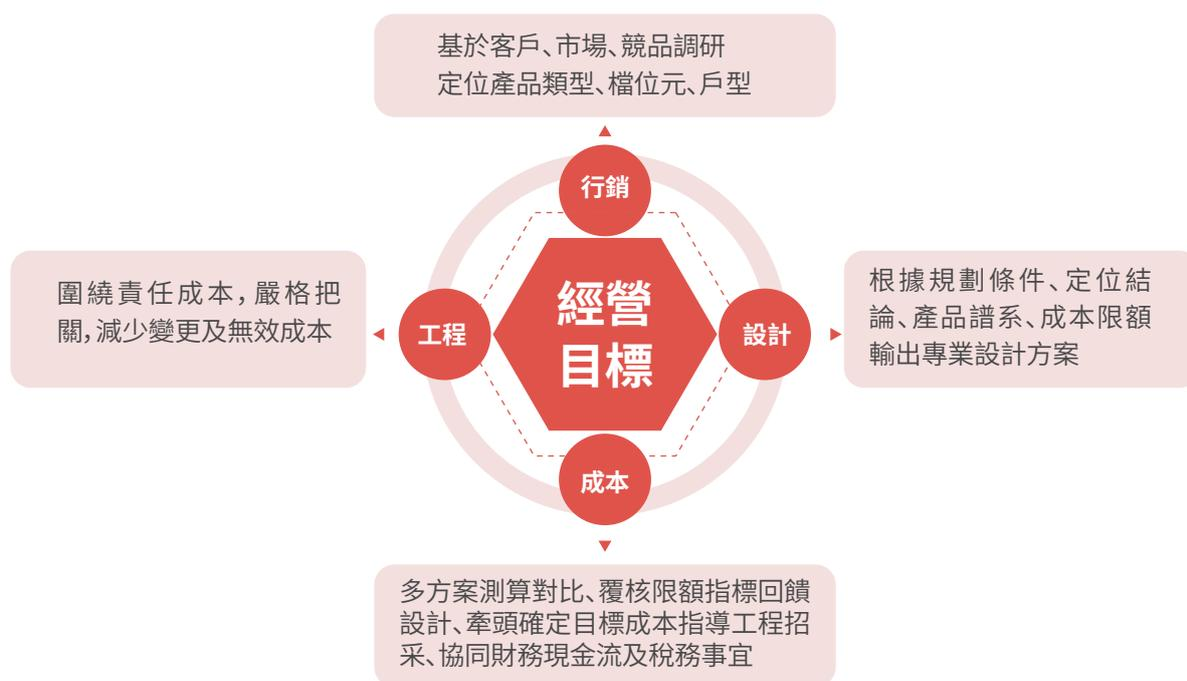 基於客戶、市場、競品調研
定位產品類型、檔位元、戶型
行銷
圍繞責任成本，嚴格把
關，減少變更及無效成本
工程
經營
目標
設計
根據規劃條件、定位結
論、產品譜系、成本限額
輸出專業設計方案
成本
多方案測算對比、覆核限額指標回饋
設計、牽頭確定目標成本指導工程招
采、協同財務現金流及稅務事宜